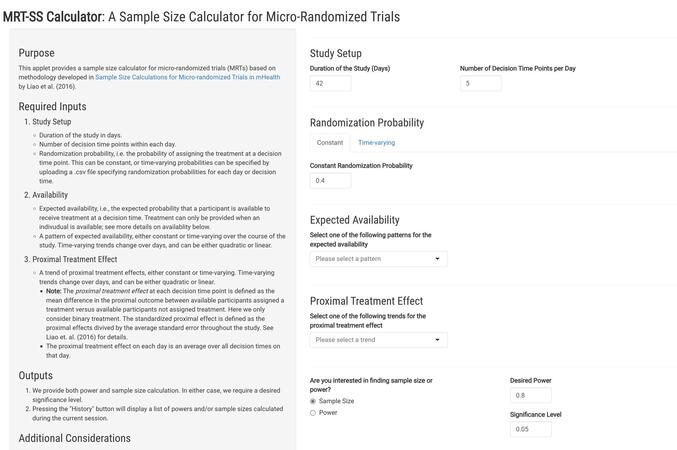 MRT-SS Calculator: A Sample Size Calculator for Micro-Randomized Trials
Purpose
This applet provides a sample size calculator for micro-randomized trials (MRTs) based on
methodology developed in Sample Size Calculations for Micro-randomized Trials in mHealth
by Liao et al. (2016).
Required Inputs
1. Study Setup
Duration of the study in days.
Number of decision time points within each day.
Randomization probability, i.e. the probability of assigning the treatment at a decision
time point. This can be constant, or time-varying probabilities can be specified by
uploading a .csv file specifying randomization probabilities for each day or decision
time.
2. Availability
Expected availability, i.e., the expected probability that a participant is available to
receive treatment at a decision time. Treatment can only be provided when an
individual is available; see more details on availability below.
A pattern of expected availability, either constant or time-varying over the course of the
study. Time-varying trends change over days, and can be either quadratic or linear.
3. Proximal Treatment Effect
A trend of proximal treatment effects, either constant or time-varying. Time-varying
trends change over days, and can be either quadratic or linear.
Note: The proximal treatment effect at each decision time point is defined as the
mean difference in the proximal outcome between available participants assigned a
treatment versus available participants not assigned treatment. Here we only
consider binary treatment. The standardized proximal effect is defined as the
proximal effects divived by the average standard error throughout the study. See
Liao et al. (2016) for details.
The proximal treatment effect on each day is an average over all decision times on
that day.
Outputs
1. We provide both power and sample size calculation. In either case, we require a desired
significance level.
2. Pressing the "History" button will display a list of powers and/or sample sizes calculated
during the current session.
Additional Considerations
Study Setup
Duration of the Study (Days)
42
Number of Decision Time Points per Day
5
Randomization Probability
Constant
Time-varying
Constant Randomization Probability
0.4
Expected Availability
Select one of the following patterns for the
expected availability
Please select a pattern
Proximal Treatment Effect
Select one of the following trends for the
proximal treatment effect
Please select a trend
Are you interested in finding sample size or
power?
Sample Size
Power
Desired Power
0.8
Significance Level
0.05